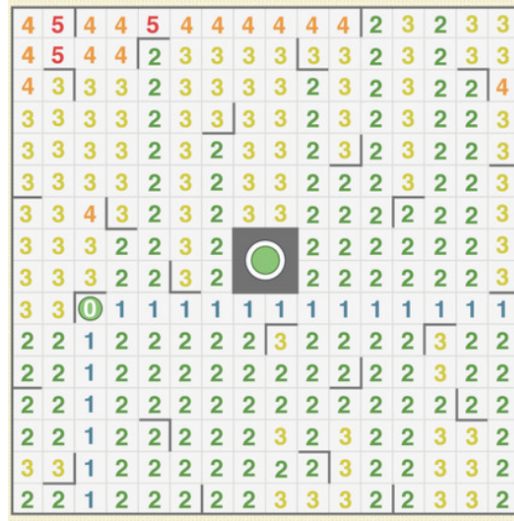 4 5 4 4 5 4 4 4 4 4 4 2 3 2 3 3
4 5 4 4 2 3 3 3 3 3 3 2 3 2 3 3
4 3 3 3 2 3 3 3 3 2 3 2 3 2 2 4
3 3 3 3 2 3 3 3 3 2 3 2 3 2 2 3
3 3 3 3 2 3 2 3 3 2 3 2 3 2 2 3
3 3 3 3 2 3 2 3 3 2 2 2 3 2 2 3
3 3 4 3 2 3 2 3 3 2 2 2 2 2 2 3
3 3 3 2 2 3 2 2 2 2 2 2 2 3
3 3 3 2 2 3 2 2 2 2 2 2 2 3
3 3 0 1 1 1 1 1 1 1 1 1 1 1 1 1
2 2 1 2 2 2 2 2 3 2 2 2 2 3 2 2
2 2 1 2 2 2 2 2 2 2 2 2 2 3 2 2
2 2 1 2 2 2 2 2 2 2 2 2 2 2 2 2
2 2 1 2 2 2 2 2 3 2 3 2 2 3 3 2
3 3 1 2 2 2 2 2 2 2 3 2 2 3 3 2
2 2 1 2 2 2 2 2 3 3 3 2 2 3 3 2